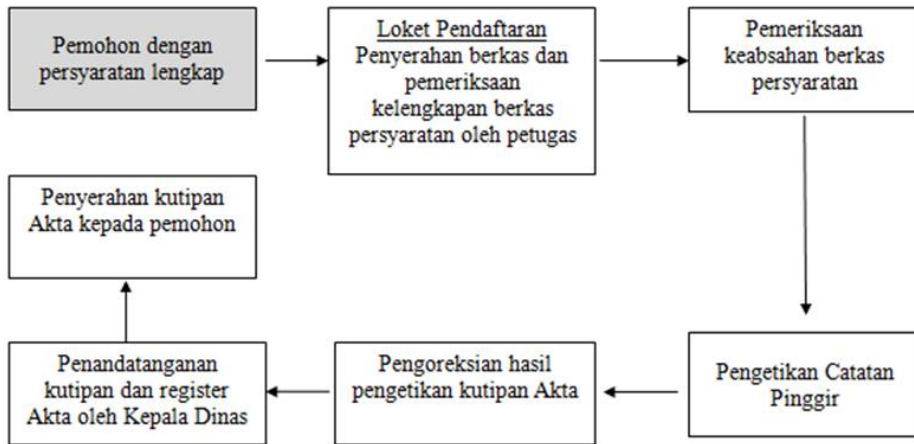 Pemohon dengan
persyaratan lengkap
Loket Pendaftaran
Penyerahan berkas dan
pemeriksaan
kelengkapan berkas
persyaratan oleh petugas
Pemeriksaan
keabsahan berkas
persyaratan
Pengetikan Catatan
Pinggir
Pengoreksian hasil
pengetikan kutipan Akta
Penandatanganan
kutipan dan register
Akta oleh Kepala Dinas
Penyerahan kutipan
Akta kepada pemohon